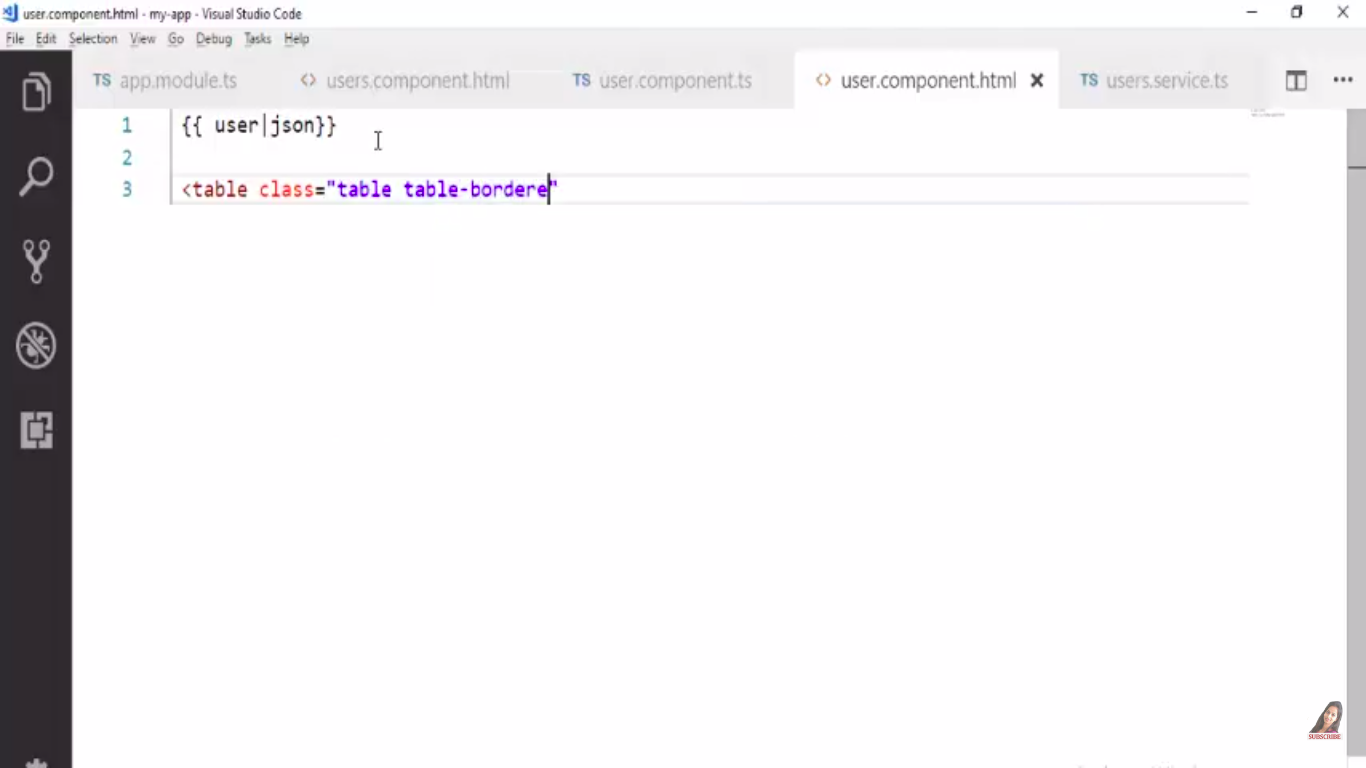 user.component.html - my-app - Visual Studio Code
File Edit Selection View Go Debug Tasks Help
TS app.module.ts <> users.component.html TS user.component.ts <> user.component.html TS users.service.ts
1 {{ user|json}}
2
3 <table class="table table-bordere"
SUBSCRIBE